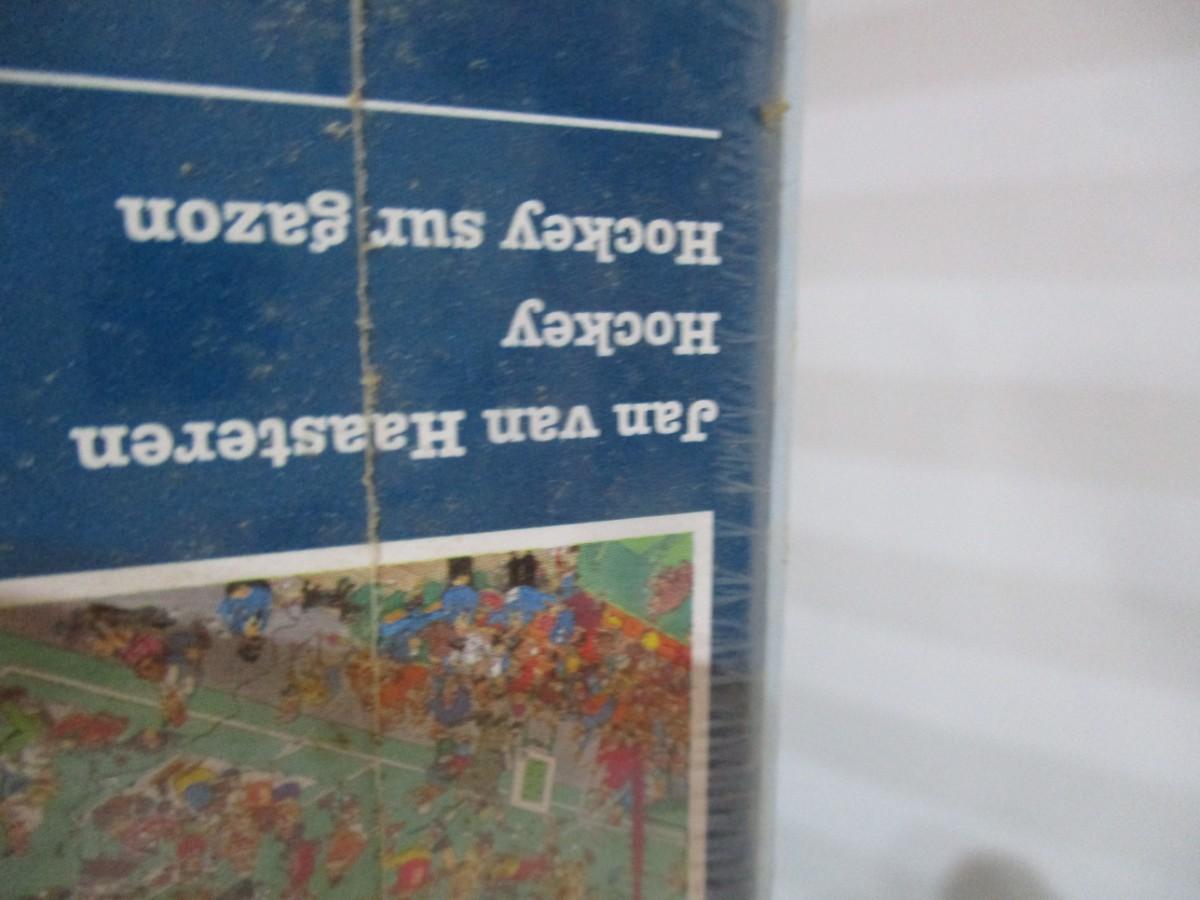 Jan van Haasteren
Hockey
Hockey sur gazon